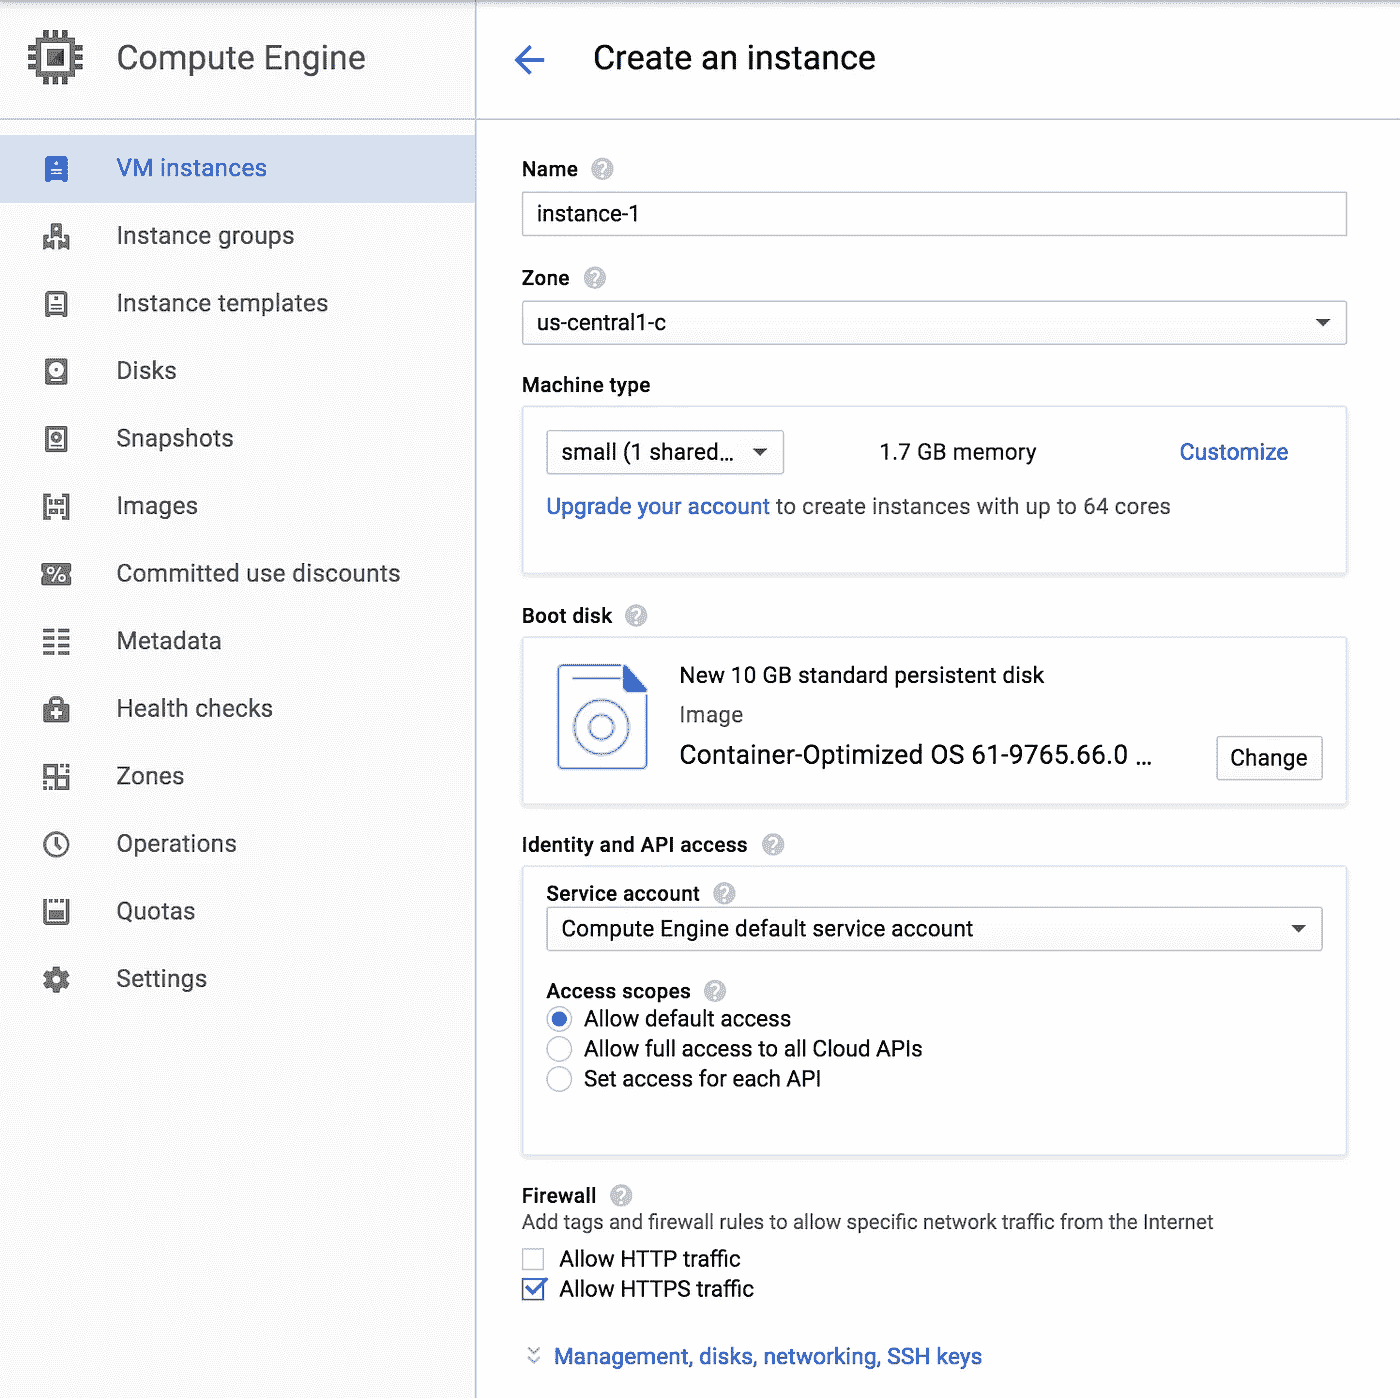 Compute Engine
VM instances
Instance groups
Instance templates
Disks
Snapshots
Images
Committed use discounts
Metadata
Health checks
Zones
Operations
Quotas
Settings
Create an instance
Name ?
instance-1
Zone ?
us-central1-c
Machine type
small (1 shared... 1.7 GB memory Customize
Upgrade your account to create instances with up to 64 cores
Boot disk ?
New 10 GB standard persistent disk
Image
Container-Optimized OS 61-9765.66.0 ...
Change
Identity and API access ?
Service account ?
Compute Engine default service account
Access scopes ?
Allow default access
Allow full access to all Cloud APIs
Set access for each API
Firewall ?
Add tags and firewall rules to allow specific network traffic from the Internet
Allow HTTP traffic
Allow HTTPS traffic
Management, disks, networking, SSH keys